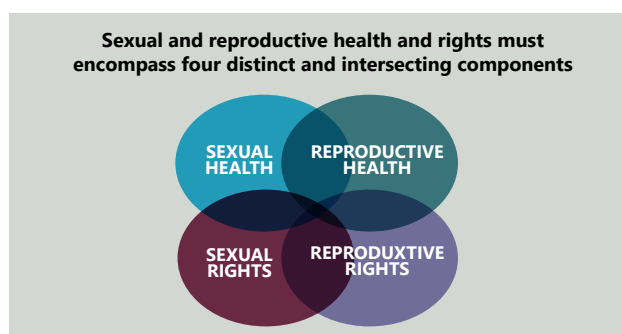 Sexual and reproductive health and rights must
encompass four distinct and intersecting components
SEXUAL
HEALTH
REPRODUCTIVE
HEALTH
SEXUAL
RIGHTS
REPRODUXTIVE
RIGHTS